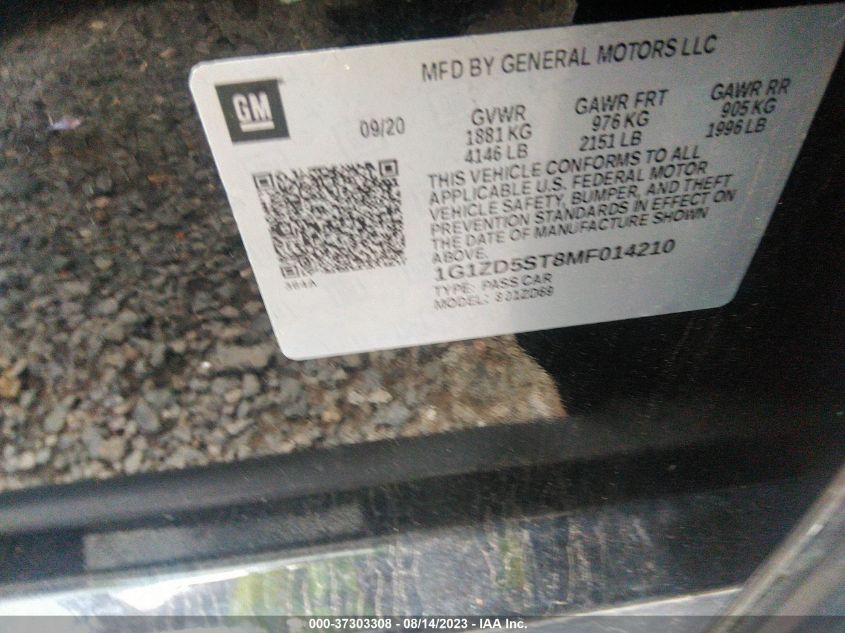 MFD BY GENERAL MOTORS LLC
GM
09/20
GVWR
1881 KG
4146 LB
GAWR FRT
976 KG
2151 LB
GAWR RR
905 KG
1996 LB
THIS VEHICLE CONFORMS TO ALL
APPLICABLE U.S. FEDERAL MOTOR
VEHICLE SAFETY, BUMPER, AND THEFT
PREVENTION STANDARDS IN EFFECT ON
THE DATE OF MANUFACTURE SHOWN
ABOVE.
1G1ZD5ST8MF014210
TYPE: PASS CAR
MODEL:
000-37303308 - 08/14/2023 - IAA Inc.